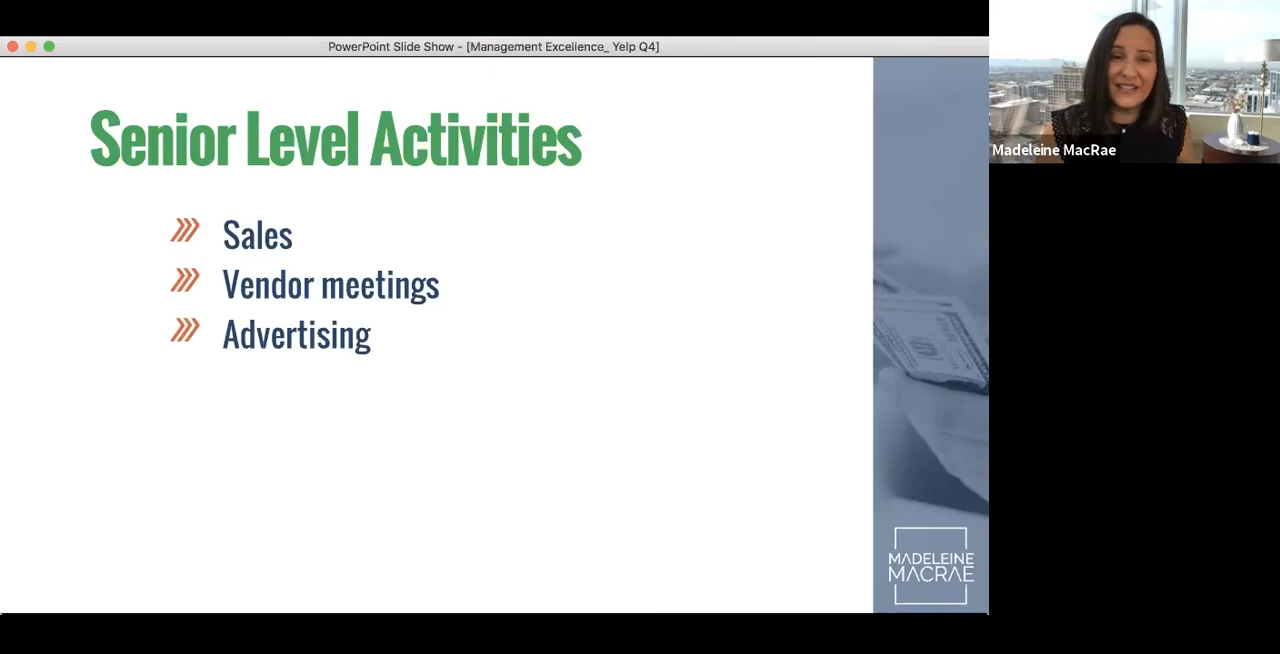 PowerPoint Slide Show - [Management Excellence_ Yelp Q4]
Senior Level Activities
Sales
Vendor meetings
Advertising
MADELEINE
MACRAE
Madeleine MacRae